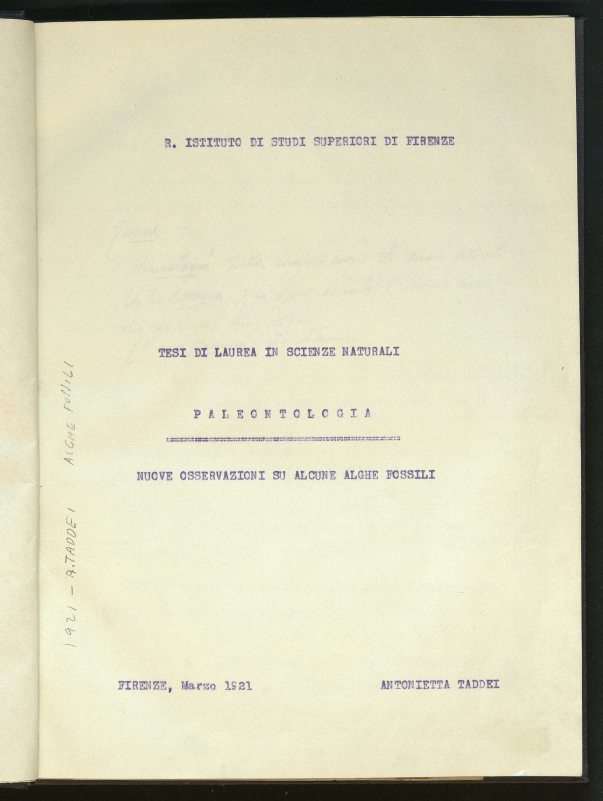 R. ISTITUTO DI STUDI SUPERIORI DI FIRENZE
TESI DI LAUREA IN SCIENZE NATURALI
PALEONTOLOGIA
NUOVE OSSERVAZIONI SU ALCUNE ALGHE FOSSILI
FIRENZE, Marzo 1921
ANTONIETTA TADDEI
1921 - A. TADDEI ALGHE FOSSILI